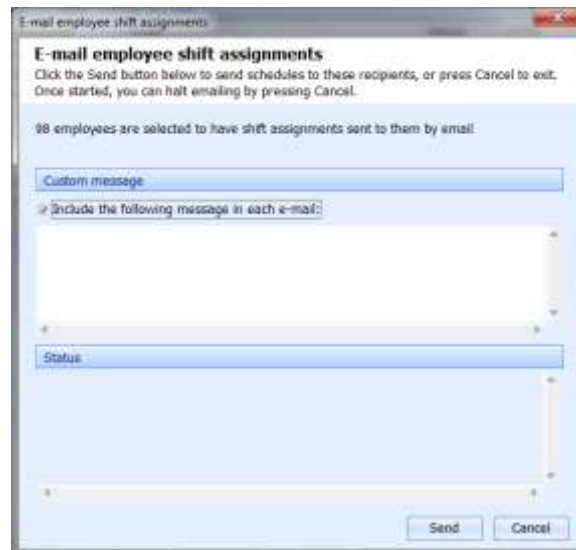 E-mail employee shift assignments
E-mail employee shift assignments
Click the Send button below to send schedules to these recipients, or press Cancel to exit.
Once started, you can halt emailing by pressing Cancel.
98 employees are selected to have shift assignments sent to them by email
Custom message
Include the following message in each e-mail:
Status
Send Cancel